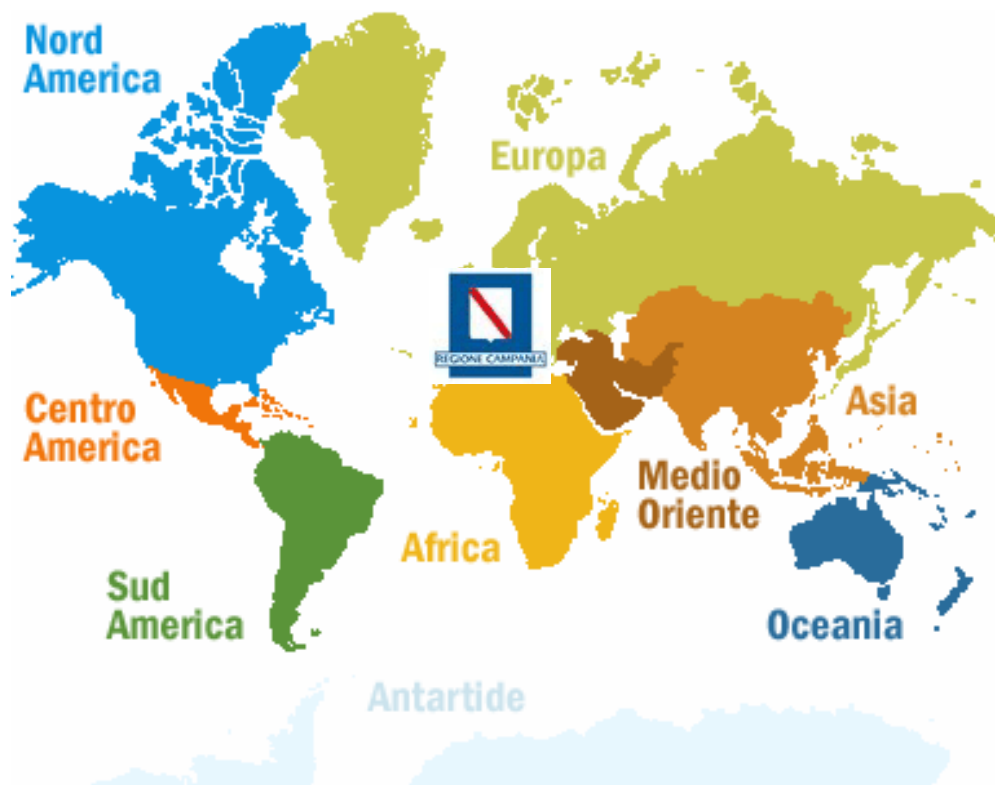 Nord
America
Europa
REGIONE CAMPANIA
Centro
America
Asia
Medio
Oriente
Africa
Sud
America
Oceania
Antartide